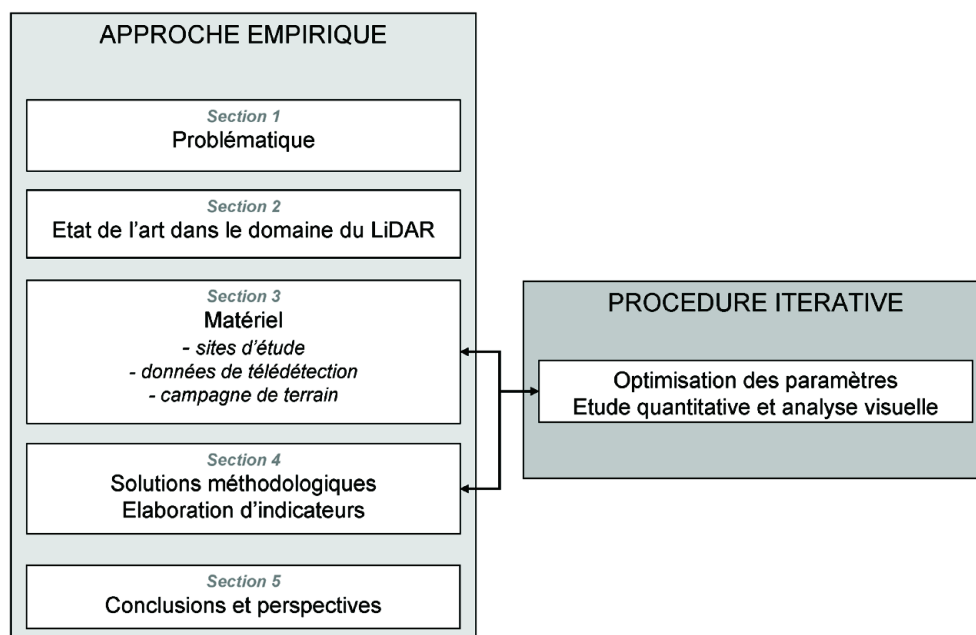 APPROCHE EMPIRIQUE
Section 1
Problématique
Section 2
Etat de l'art dans le domaine du LiDAR
Section 3
Matériel
- sites d'étude
- données de télédétection
- campagne de terrain
Section 4
Solutions méthodologiques
Elaboration d'indicateurs
Section 5
Conclusions et perspectives
PROCEDURE ITERATIVE
Optimisation des paramètres
Etude quantitative et analyse visuelle